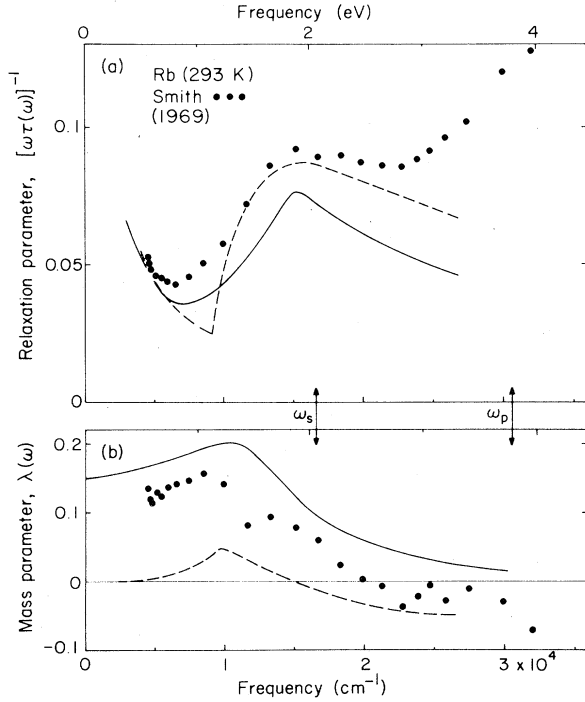 Frequency (eV)
0 2 4
(a)
Rb (293 K)
Smith
(1969)
Relaxation parameter, [ωτ(ω)]⁻¹
0.1
0.05
0
ωs
ωp
(b)
Mass parameter, λ(ω)
0.2
0.1
0
−0.1
0 1 2 3 × 10⁴
Frequency (cm⁻¹)